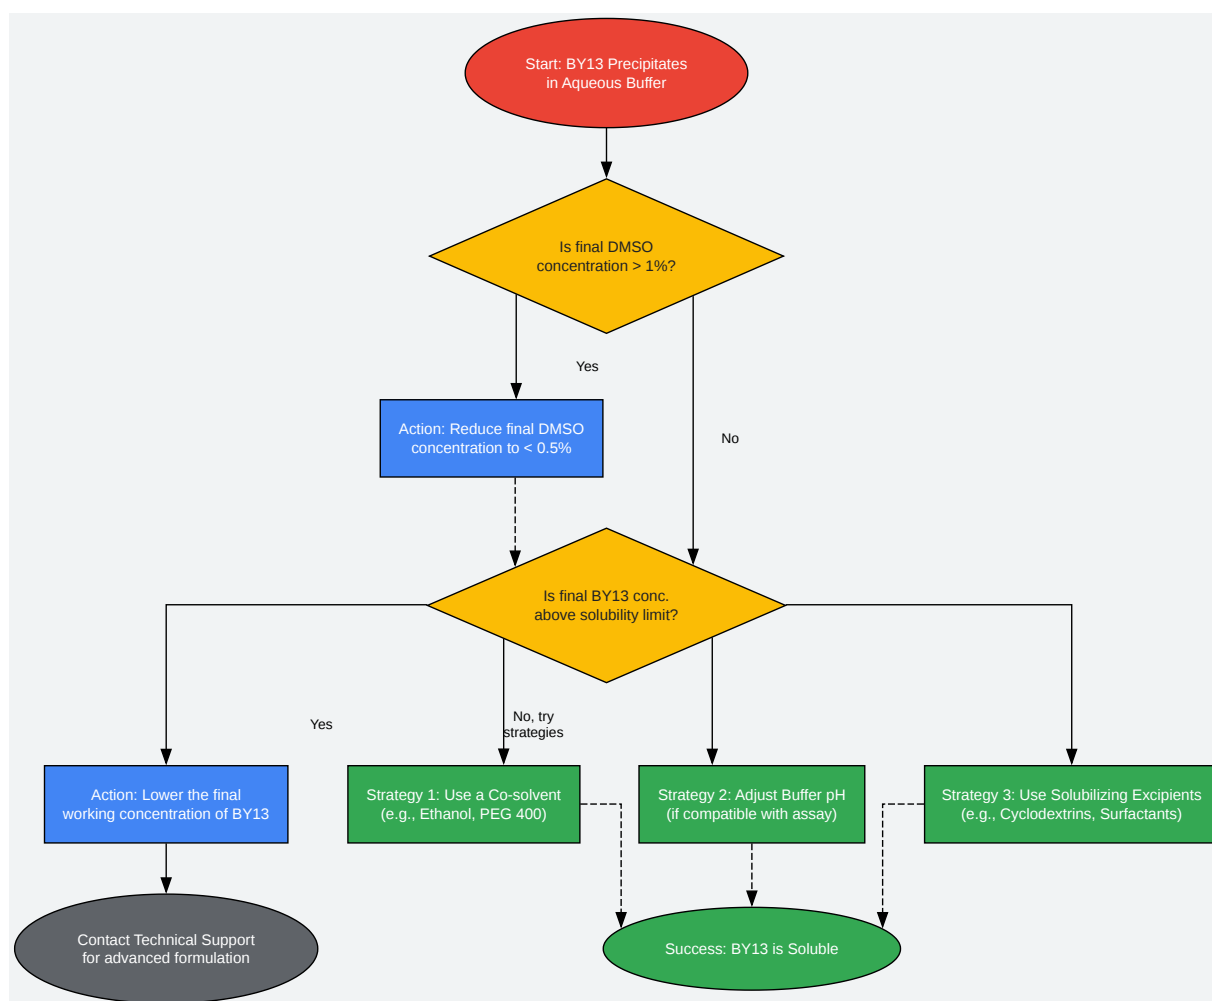 Start: BY13 Precipitates
in Aqueous Buffer
Is final DMSO
concentration > 1%?
Yes
Action: Reduce final DMSO
concentration to < 0.5%
No
Is final BY13 conc.
above solubility limit?
Yes
No, try
strategies
Action: Lower the final
working concentration of BY13
Strategy 1: Use a Co-solvent
(e.g., Ethanol, PEG 400)
Strategy 2: Adjust Buffer pH
(if compatible with assay)
Strategy 3: Use Solubilizing Excipients
(e.g., Cyclodextrins, Surfactants)
Contact Technical Support
for advanced formulation
Success: BY13 is Soluble